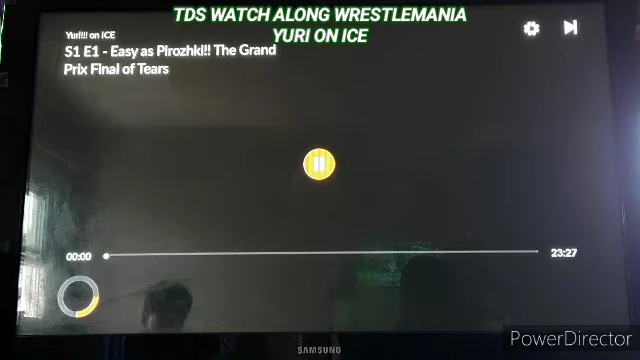 TDS WATCH ALONG WRESTLEMANIA
YURI ON ICE
Yuri!!! on ICE
S1 E1 - Easy as Pirozhki!! The Grand
Prix Final of Tears
00:00
23:27
SAMSUNG
PowerDirector